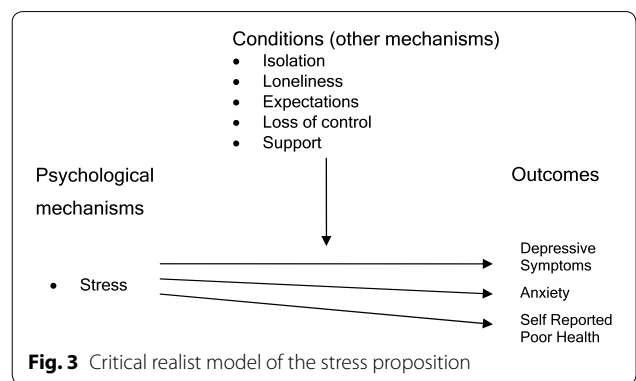 Conditions (other mechanisms)
• Isolation
• Loneliness
• Expectations
• Loss of control
• Support
Psychological
mechanisms
Outcomes
• Stress
Depressive
Symptoms
Anxiety
Self Reported
Poor Health
Fig. 3 Critical realist model of the stress proposition